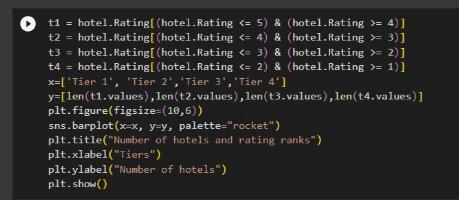 t1 = hotel.Rating[(hotel.Rating <= 5) & (hotel.Rating >= 4)]
t2 = hotel.Rating[(hotel.Rating <= 4) & (hotel.Rating >= 3)]
t3 = hotel.Rating[(hotel.Rating <= 3) & (hotel.Rating >= 2)]
t4 = hotel.Rating[(hotel.Rating <= 2) & (hotel.Rating >= 1)]
x=['Tier 1', 'Tier 2','Tier 3','Tier 4']
y=[len(t1.values),len(t2.values),len(t3.values),len(t4.values)]
plt.figure(figsize=(10,6))
sns.barplot(x=x, y=y, palette="rocket")
plt.title("Number of hotels and rating ranks")
plt.xlabel("Tiers")
plt.ylabel("Number of hotels")
plt.show()